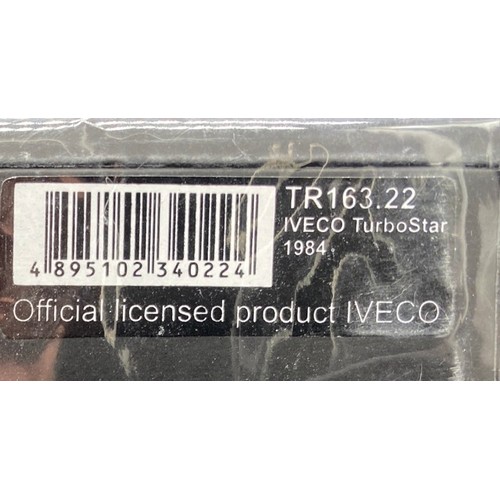 TR163.22
IVECO TurboStar
1984
4 895102 340224
Official licensed product IVECO